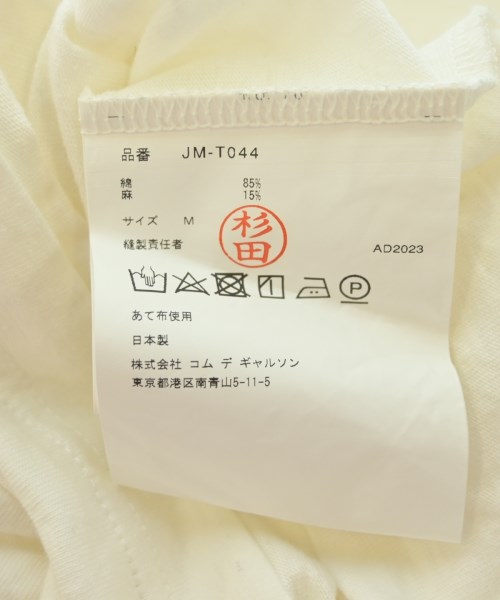 品番 JM-T044
綿 85%
麻 15%
サイズ M
杉田
縫製責任者
AD2023
P
あて布使用
日本製
株式会社 コム デ ギャルソン
東京都港区南青山5-11-5